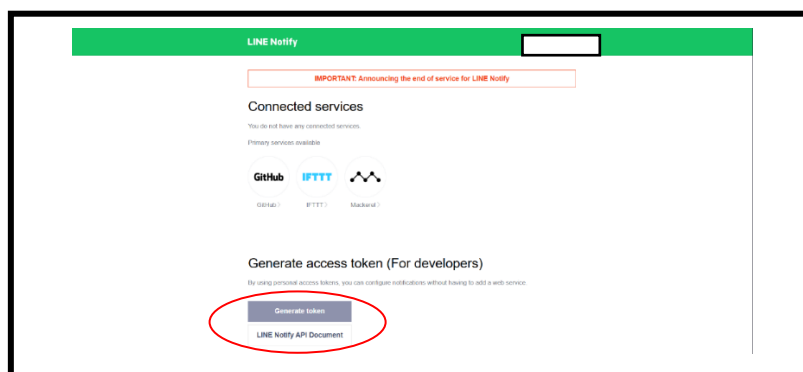 LINE Notify
IMPORTANT: Announcing the end of service for LINE Notify
Connected services
You do not have any connected services.
Primary services available
GitHub IFTTT
GitHub> IFTTT> Mackerel>
Generate access token (For developers)
By using personal access tokens, you can configure notifications without having to add a web service.
Generate token
LINE Notify API Document